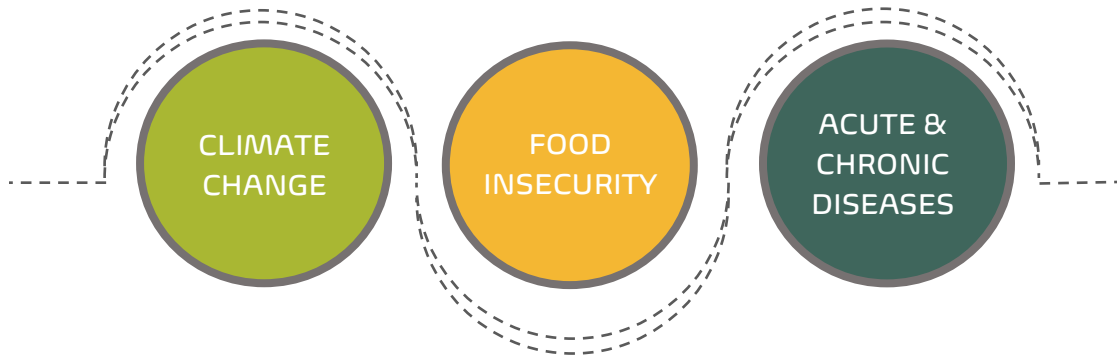 CLIMATE
CHANGE
FOOD
INSECURITY
ACUTE &
CHRONIC
DISEASES